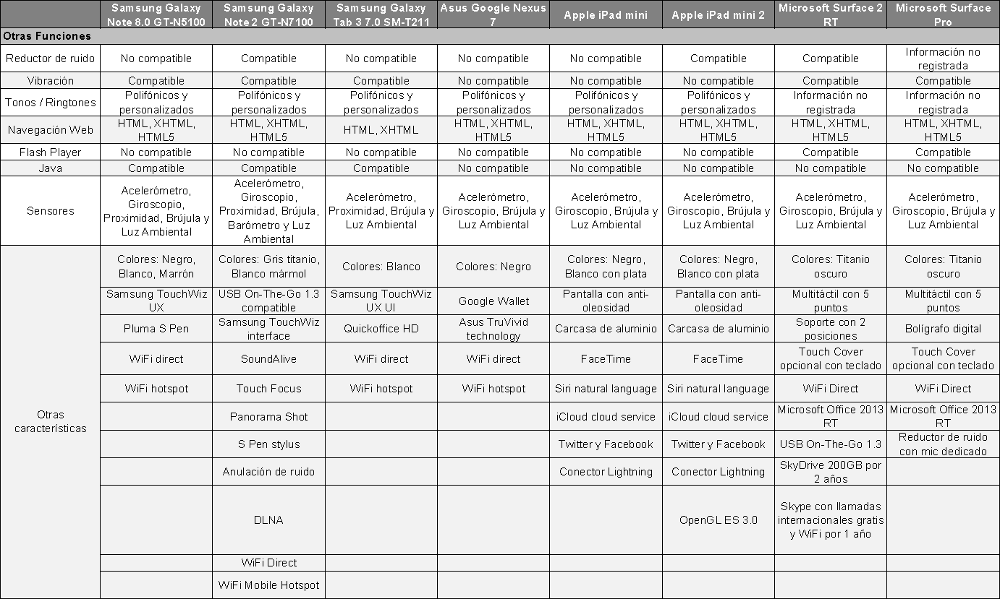 Samsung Galaxy Note 8.0 GT-N5100 Samsung Galaxy Note 2 GT-N7100 Samsung Galaxy Tab 3 7.0 SM-T211 Asus Google Nexus 7 Apple iPad mini Apple iPad mini 2 Microsoft Surface 2 RT Microsoft Surface Pro
Otras Funciones
Reductor de ruido No compatible Compatible No compatible No compatible No compatible Compatible Compatible Información no registrada
Vibración Compatible Compatible Compatible No compatible No compatible No compatible Compatible Compatible
Tonos / Ringtones Polifónicos y personalizados Polifónicos y personalizados Polifónicos y personalizados Polifónicos y personalizados Polifónicos y personalizados Polifónicos y personalizados Información no registrada Información no registrada
Navegación Web HTML, XHTML, HTML5 HTML, XHTML, HTML5 HTML, XHTML HTML, XHTML, HTML5 HTML, XHTML, HTML5 HTML, XHTML, HTML5 HTML, XHTML, HTML5 HTML, XHTML, HTML5
Flash Player No compatible No compatible No compatible No compatible No compatible No compatible Compatible Compatible
Java Compatible Compatible Compatible No compatible No compatible No compatible No compatible No compatible
Sensores Acelerómetro, Giroscopio, Proximidad, Brújula y Luz Ambiental Acelerómetro, Giroscopio, Proximidad, Brújula, Barómetro y Luz Ambiental Acelerómetro, Proximidad, Brújula y Luz Ambiental Acelerómetro, Giroscopio, Brújula y Luz Ambiental Acelerómetro, Giroscopio, Brújula y Luz Ambiental Acelerómetro, Giroscopio, Brújula y Luz Ambiental Acelerómetro, Giroscopio, Brújula y Luz Ambiental Acelerómetro, Giroscopio, Brújula y Luz Ambiental
Otras características
Colores: Negro, Blanco, Marrón Colores: Gris titanio, Blanco mármol Colores: Blanco Colores: Negro Colores: Negro, Blanco con plata Colores: Negro, Blanco con plata Colores: Titanio oscuro Colores: Titanio oscuro
Samsung TouchWiz UX USB On-The-Go 1.3 compatible Samsung TouchWiz UX UI Google Wallet Pantalla con anti-oleosidad Pantalla con anti-oleosidad Multitáctil con 5 puntos Multitáctil con 5 puntos
Pluma S Pen Samsung TouchWiz interface Quickoffice HD Asus TruVivid technology Carcasa de aluminio Carcasa de aluminio Soporte con 2 posiciones Bolígrafo digital
WiFi direct SoundAlive WiFi direct WiFi direct FaceTime FaceTime Touch Cover opcional con teclado Touch Cover opcional con teclado
WiFi hotspot Touch Focus WiFi hotspot WiFi hotspot Siri natural language Siri natural language WiFi Direct WiFi Direct
Panorama Shot iCloud cloud service iCloud cloud service Microsoft Office 2013 RT Microsoft Office 2013 RT
S Pen stylus Twitter y Facebook Twitter y Facebook USB On-The-Go 1.3 Reductor de ruido con mic dedicado
Anulación de ruido Conector Lightning Conector Lightning SkyDrive 200GB por 2 años
DLNA OpenGL ES 3.0 Skype con llamadas internacionales gratis y WiFi por 1 año
WiFi Direct
WiFi Mobile Hotspot